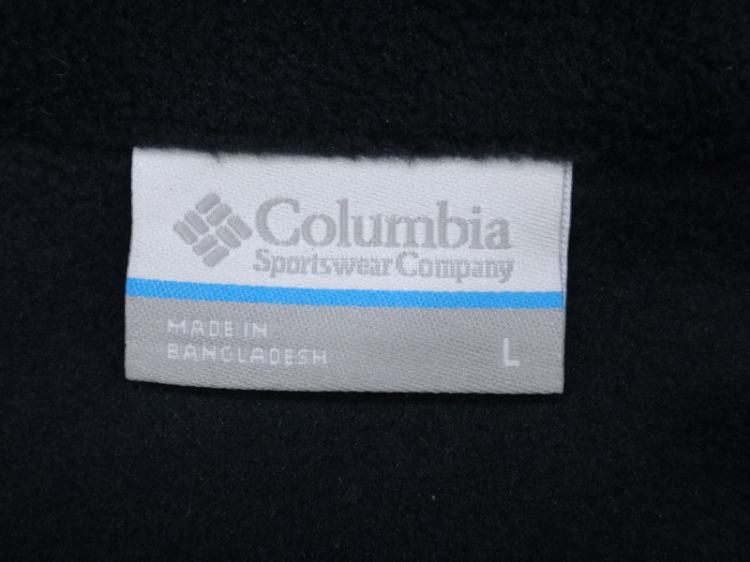 Columbia
Sportswear Company
MADE IN
BANGLADESH
L